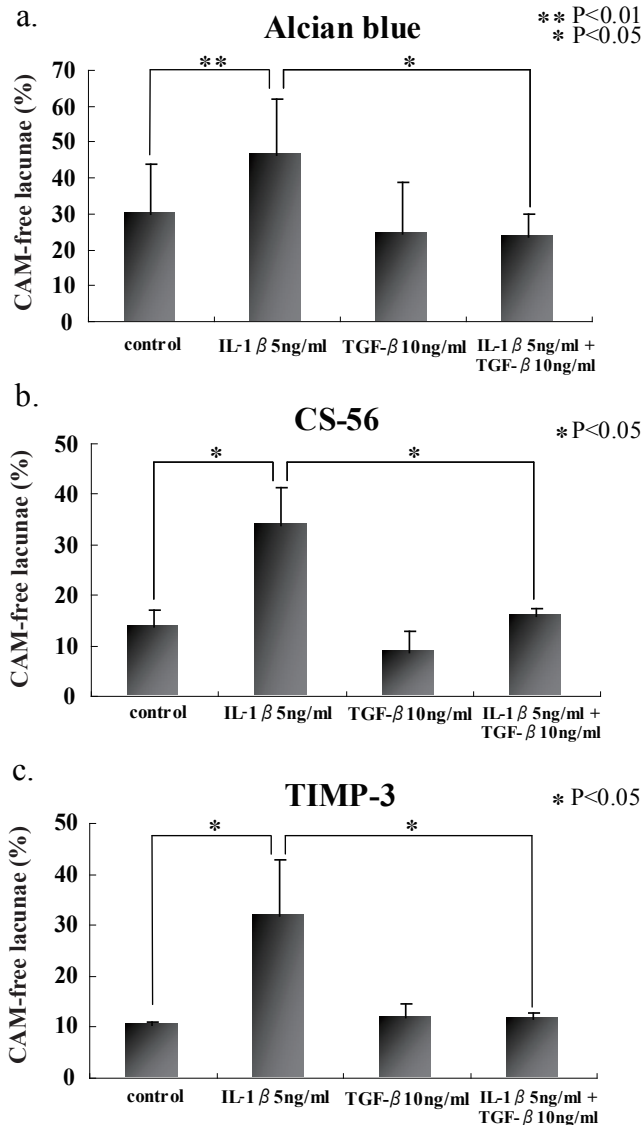 a.
Alcian blue
** P<0.01
* P<0.05
CAM-free lacunae (%)
70
60
50
40
30
20
10
0
**
*
control
IL-1β 5ng/ml
TGF-β 10ng/ml
IL-1β 5ng/ml +
TGF-β 10ng/ml
b.
CS-56
* P<0.05
CAM-free lacunae (%)
50
40
30
20
10
0
*
*
control
IL-1β 5ng/ml
TGF-β 10ng/ml
IL-1β 5ng/ml +
TGF-β 10ng/ml
c.
TIMP-3
* P<0.05
CAM-free lacunae (%)
50
40
30
20
10
0
*
*
control
IL-1β 5ng/ml
TGF-β 10ng/ml
IL-1β 5ng/ml +
TGF-β 10ng/ml